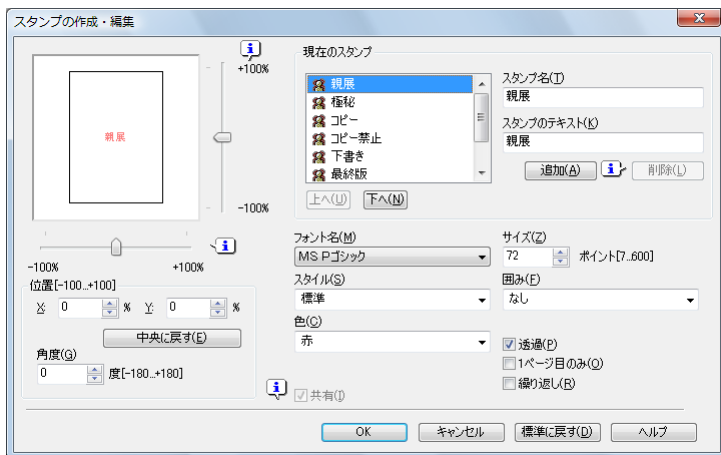 スタンプの作成・編集
+100%
親展
-100%
-100%
+100%
位置[-100..+100]
X: 0 % Y: 0 %
中央に戻す(E)
角度(G)
0 度[-180..+180]
現在のスタンプ
親展
極秘
コピー
コピー禁止
下書き
最終版
上へ(U) 下へ(N)
スタンプ名(T)
親展
スタンプのテキスト(K)
親展
追加(A) 削除(L)
フォント名(M)
MS Pゴシック
スタイル(S)
標準
色(C)
赤
共有(I)
サイズ(Z)
72 ポイント[7..600]
囲み(F)
なし
透過(P)
1ページ目のみ(O)
繰り返し(R)
OK キャンセル 標準に戻す(D) ヘルプ